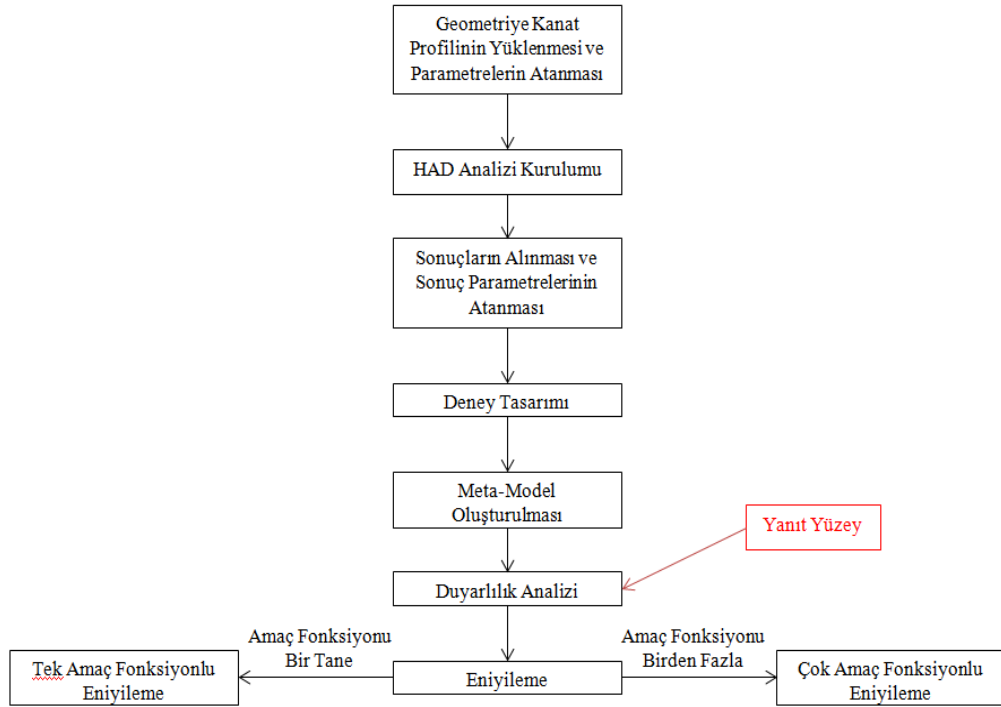 Geometriye Kanat
Profilinin Yüklenmesi ve
Parametrelerin Atanması
HAD Analizi Kurulumu
Sonuçların Alınması ve
Sonuç Parametrelerinin
Atanması
Deney Tasarımı
Meta-Model
Oluşturulması
Yanıt Yüzey
Duyarlılık Analizi
Amaç Fonksiyonu
Bir Tane
Amaç Fonksiyonu
Birden Fazla
Tek Amaç Fonksiyonlu
Eniyileme
Eniyileme
Çok Amaç Fonksiyonlu
Eniyileme